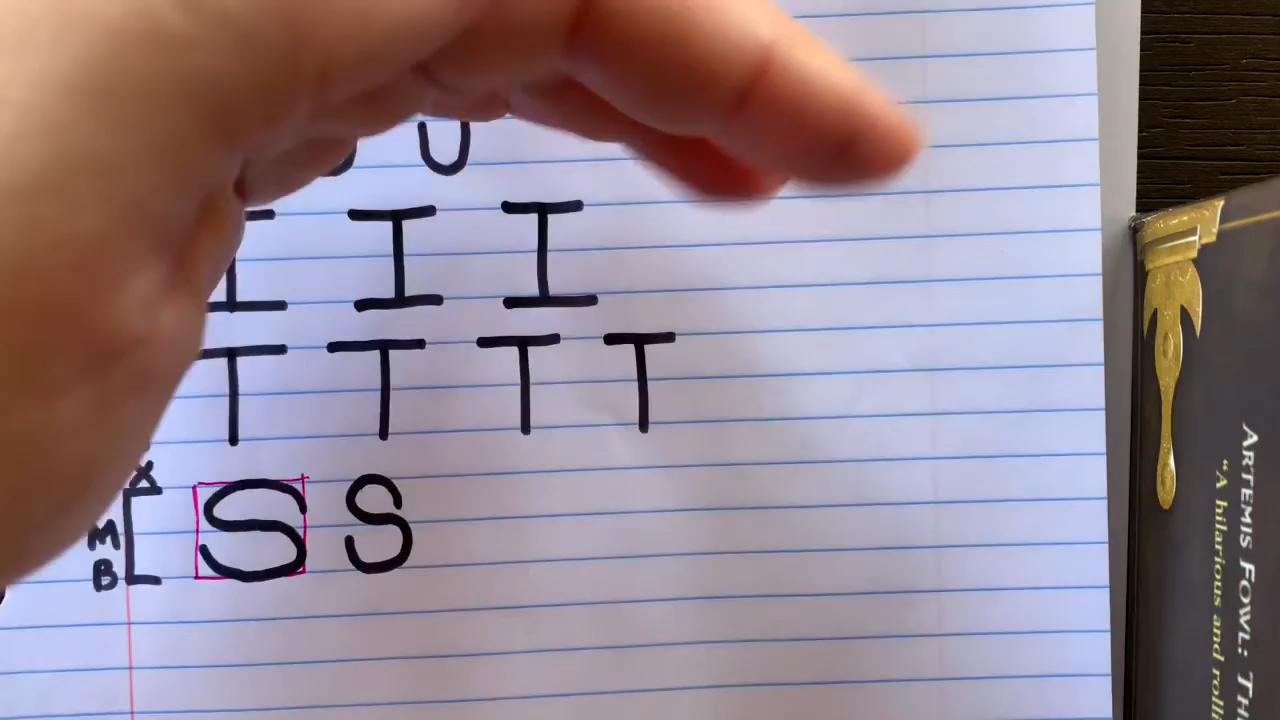 U
I I I
T T T T
X
M
B
S S
ARTEMIS FOWL: TH
"A hilarious and roll